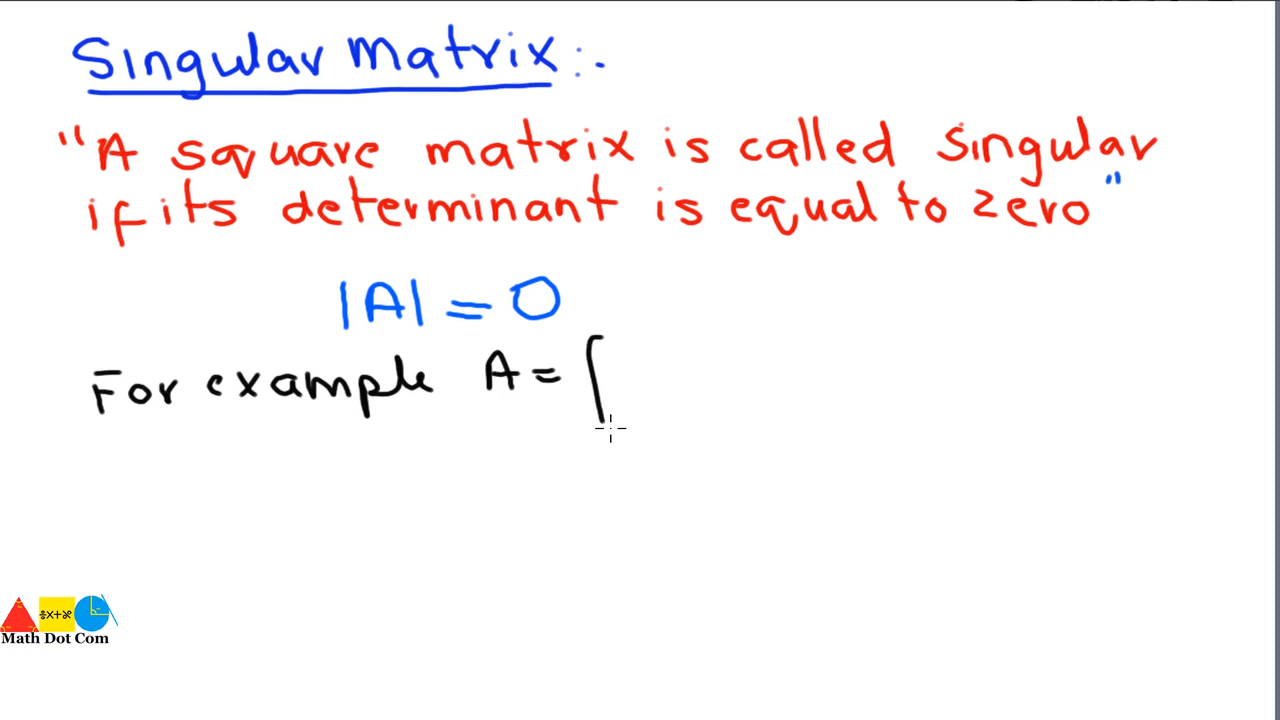 Singular Matrix :.
"A square matrix is called singular
if its determinant is equal to zero"
|A| = 0
For example A = [
Math Dot Com